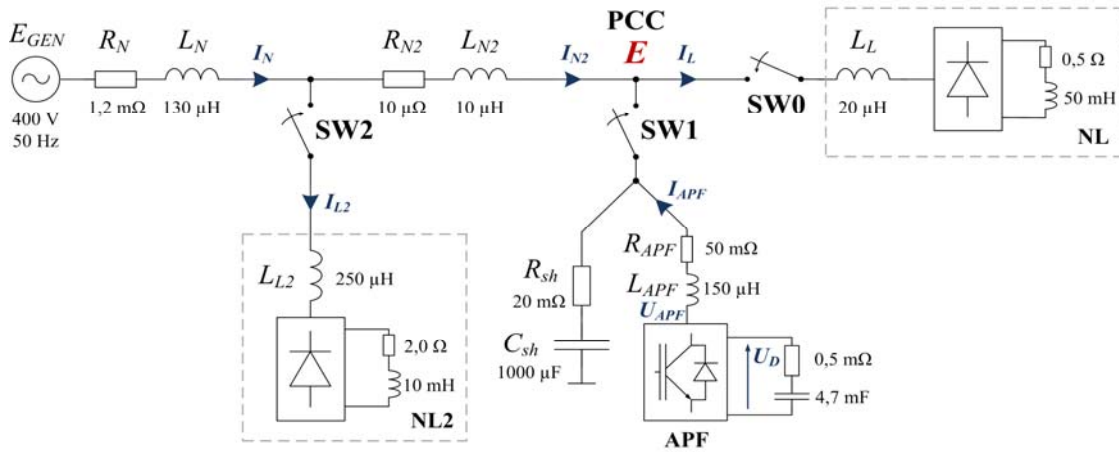 E_GEN
400 V
50 Hz
R_N
1,2 mΩ
L_N
130 µH
I_N
R_N2
10 µΩ
L_N2
10 µH
I_N2
PCC
E
I_L
SW0
L_L
20 µH
0,5 Ω
50 mH
NL
SW2
I_L2
L_L2
250 µH
2,0 Ω
10 mH
NL2
SW1
I_APF
R_sh
20 mΩ
C_sh
1000 µF
R_APF
50 mΩ
L_APF
150 µH
U_APF
U_D
0,5 mΩ
4,7 mF
APF